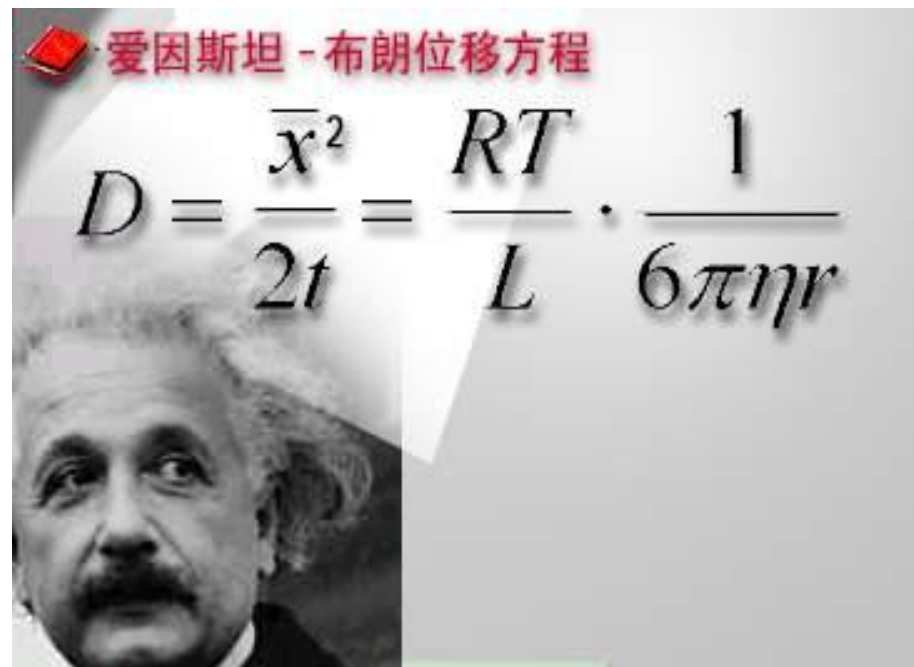 爱因斯坦 - 布朗位移方程
D = x̅² / 2t = RT / L · 1 / 6πηr